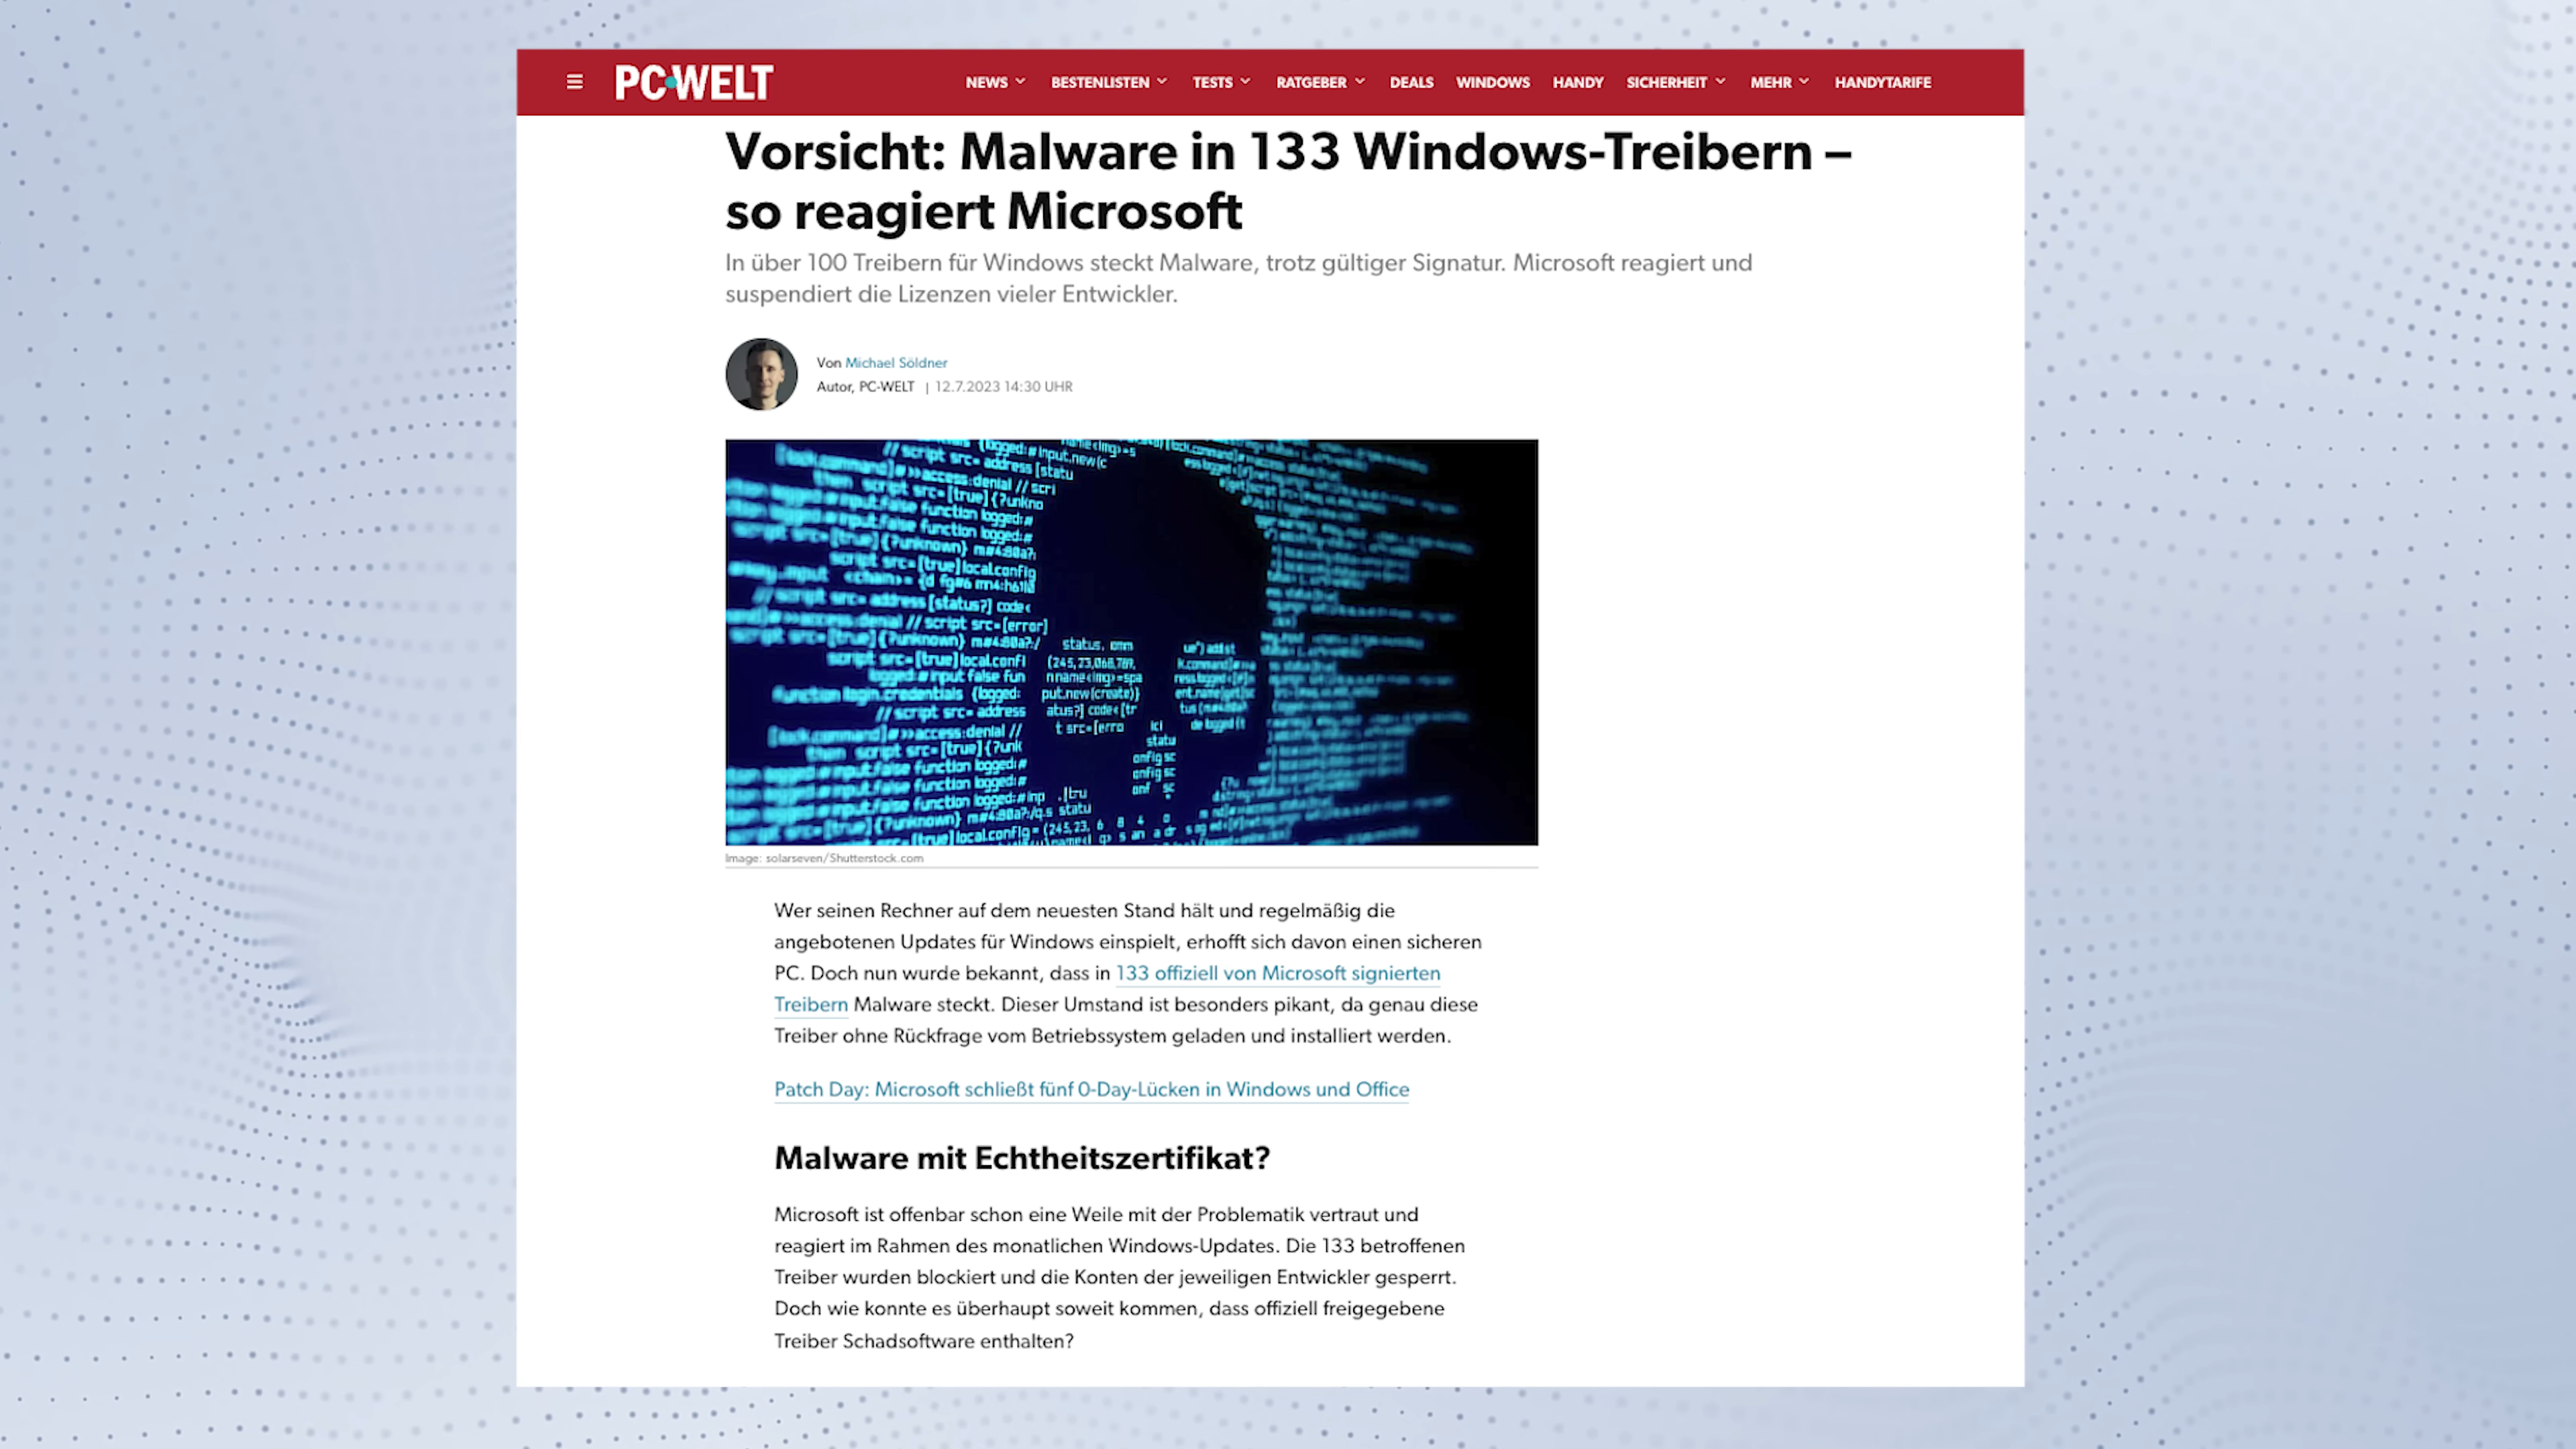 PC-WELT
NEWS BESTENLISTEN TESTS RATGEBER DEALS WINDOWS HANDY SICHERHEIT MEHR HANDYTARIFE
Vorsicht: Malware in 133 Windows-Treibern –
so reagiert Microsoft
In über 100 Treibern für Windows steckt Malware, trotz gültiger Signatur. Microsoft reagiert und
suspendiert die Lizenzen vieler Entwickler.
Von Michael Söldner
Autor, PC-WELT | 12.7.2023 14:30 UHR
Image: solarseven/Shutterstock.com
Wer seinen Rechner auf dem neuesten Stand hält und regelmäßig die
angebotenen Updates für Windows einspielt, erhofft sich davon einen sicheren
PC. Doch nun wurde bekannt, dass in 133 offiziell von Microsoft signierten
Treibern Malware steckt. Dieser Umstand ist besonders pikant, da genau diese
Treiber ohne Rückfrage vom Betriebssystem geladen und installiert werden.
Patch Day: Microsoft schließt fünf 0-Day-Lücken in Windows und Office
Malware mit Echtheitszertifikat?
Microsoft ist offenbar schon eine Weile mit der Problematik vertraut und
reagiert im Rahmen des monatlichen Windows-Updates. Die 133 betroffenen
Treiber wurden blockiert und die Konten der jeweiligen Entwickler gesperrt.
Doch wie konnte es überhaupt soweit kommen, dass offiziell freigegebene
Treiber Schadsoftware enthalten?